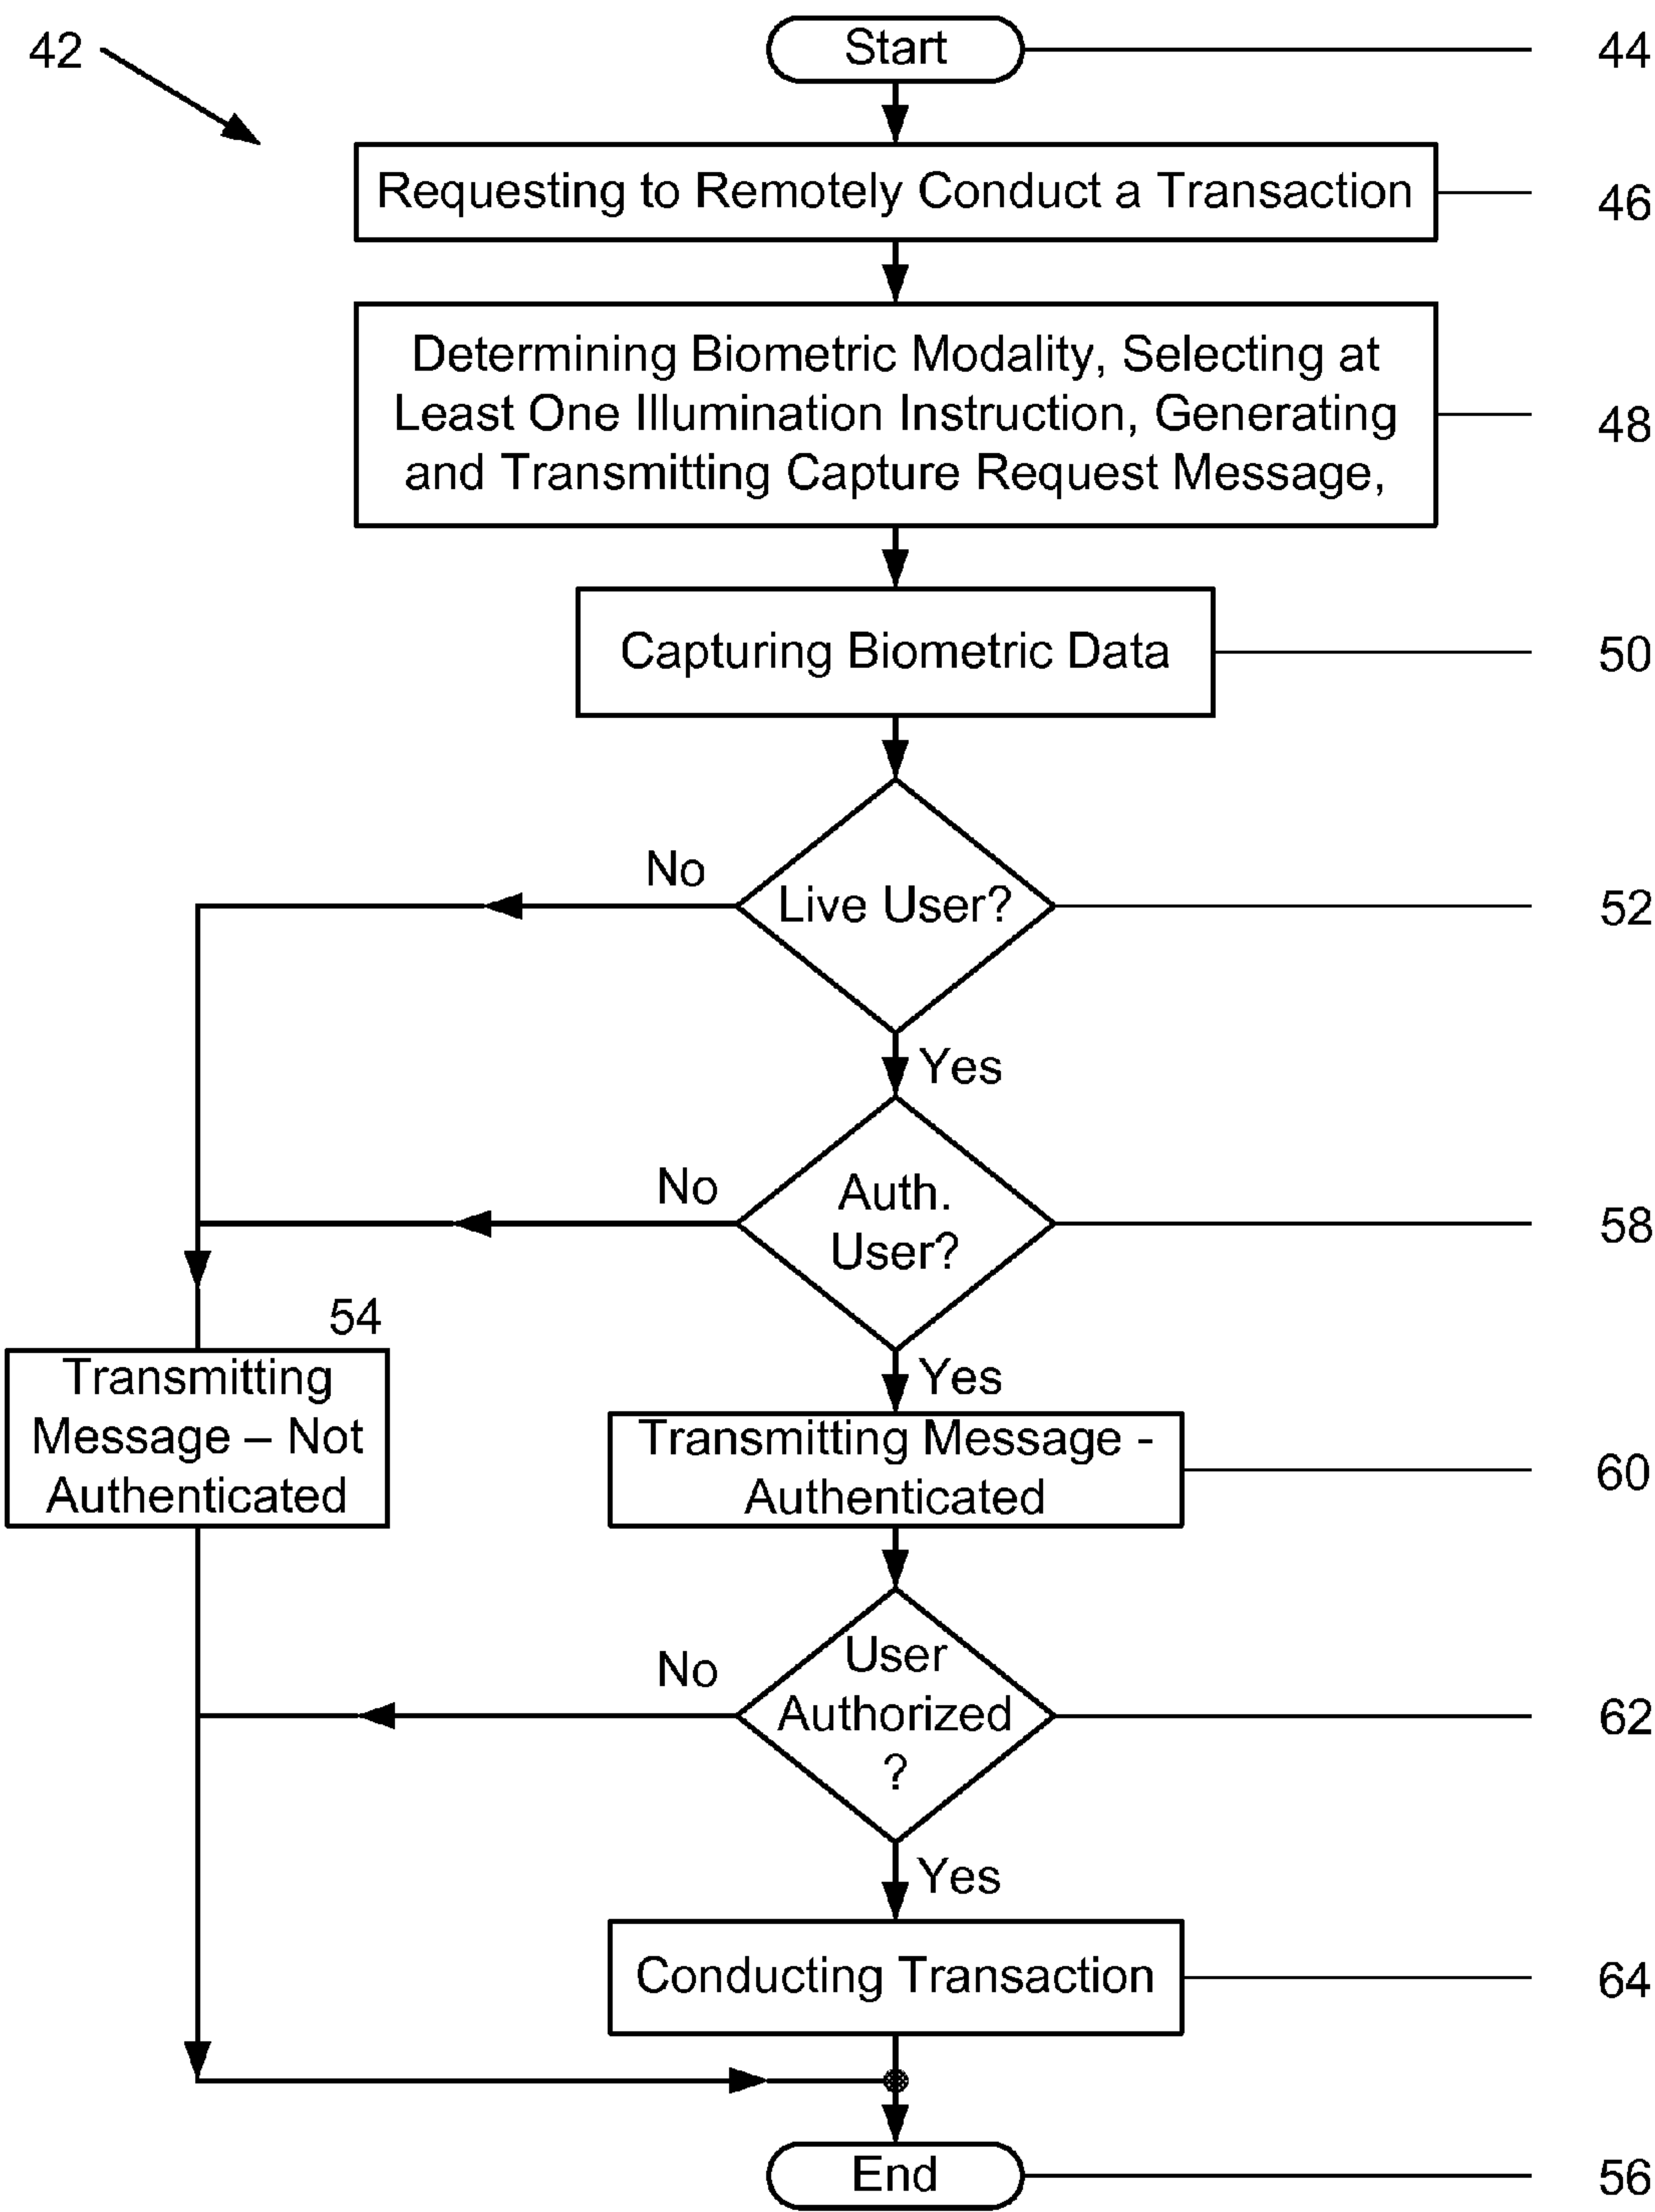 42
Start
44
Requesting to Remotely Conduct a Transaction
46
Determining Biometric Modality, Selecting at
Least One Illumination Instruction, Generating
and Transmitting Capture Request Message,
48
Capturing Biometric Data
50
No
Live User?
52
Yes
No
Auth.
User?
58
54
Transmitting
Message – Not
Authenticated
Yes
Transmitting Message -
Authenticated
60
No
User
Authorized
?
62
Yes
Conducting Transaction
64
End
56